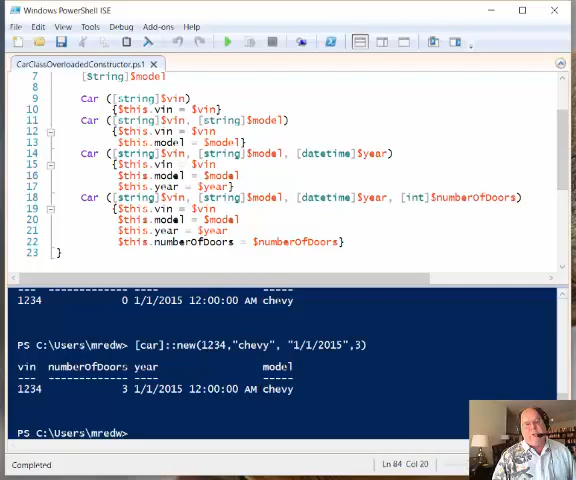 Windows PowerShell ISE
File Edit View Tools Debug Add-ons Help
CarClassOverloadedConstructor.ps1
7 [String]$model
8
9 Car ([string]$vin)
10 {$this.vin = $vin}
11 Car ([string]$vin, [string]$model)
12 {$this.vin = $vin
13 $this.model = $model}
14 Car ([string]$vin, [string]$model, [datetime]$year)
15 {$this.vin = $vin
16 $this.model = $model
17 $this.year = $year}
18 Car ([string]$vin, [string]$model, [datetime]$year, [int]$numberOfDoors)
19 {$this.vin = $vin
20 $this.model = $model
21 $this.year = $year
22 $this.numberOfDoors = $numberOfDoors}
23 }
--- ------------- ---- -----
1234 0 1/1/2015 12:00:00 AM chevy
PS C:\Users\mredw> [car]::new(1234,"chevy", "1/1/2015",3)
vin numberOfDoors year model
--- ------------- ---- -----
1234 3 1/1/2015 12:00:00 AM chevy
PS C:\Users\mredw>
Completed Ln 84 Col 20